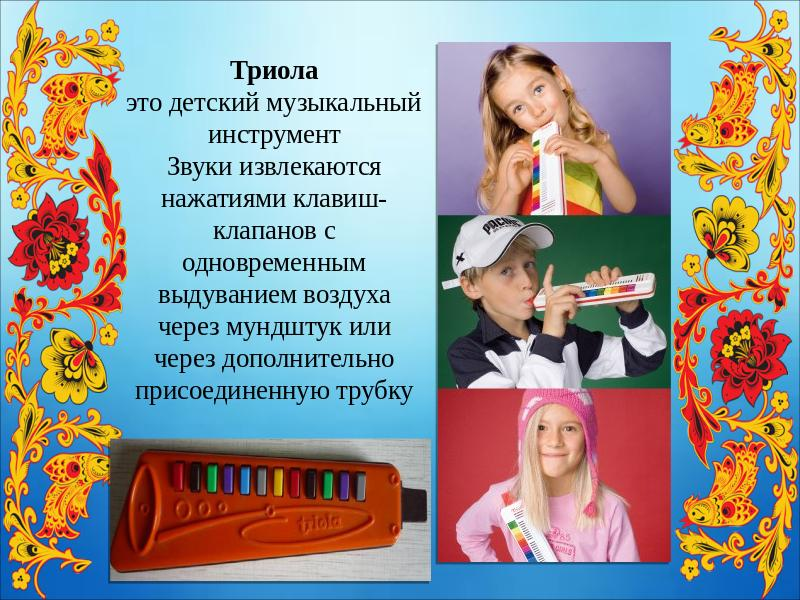 Триола
это детский музыкальный
инструмент
Звуки извлекаются
нажатиями клавиш-
клапанов с
одновременным
выдуванием воздуха
через мундштук или
через дополнительно
присоединенную трубку
triola